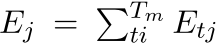 $E_j = \sum_{ti}^{T_m} E_{tj}$